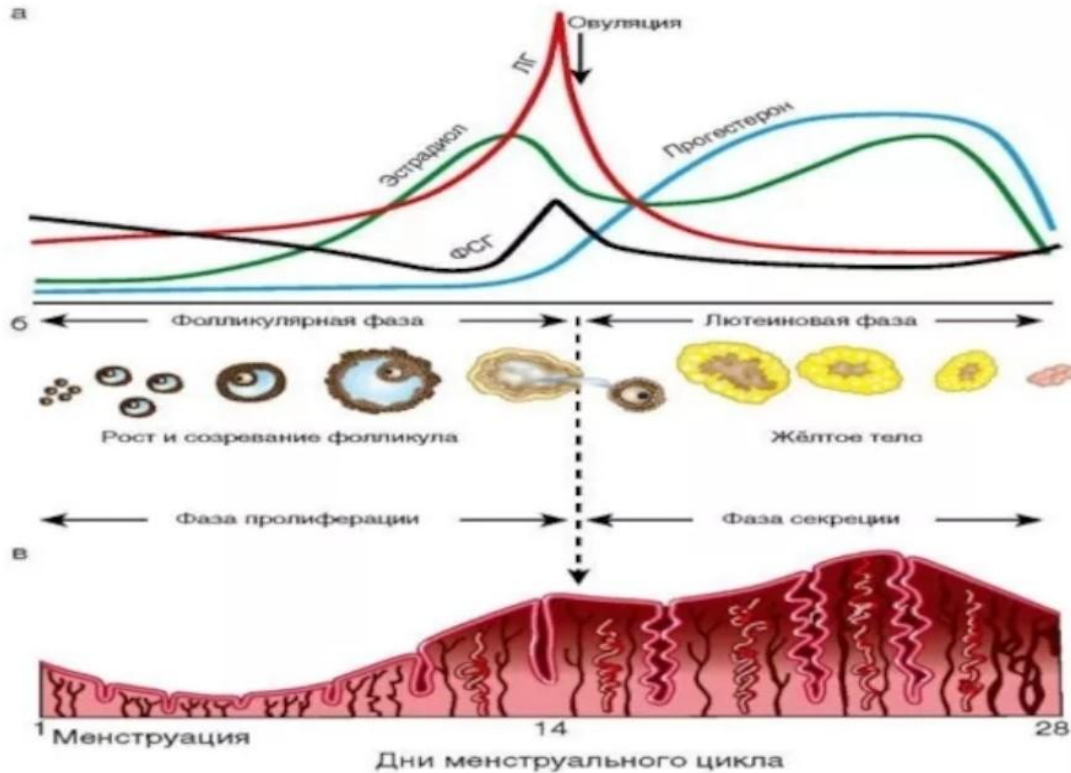 а
Овуляция
ЛГ
Эстрадиол
Прогестерон
ФСГ
б
Фолликулярная фаза
Лютеиновая фаза
Рост и созревание фолликула
Жёлтое тело
Фаза пролиферации
Фаза секреции
в
1 Менструация 14 28
Дни менструального цикла